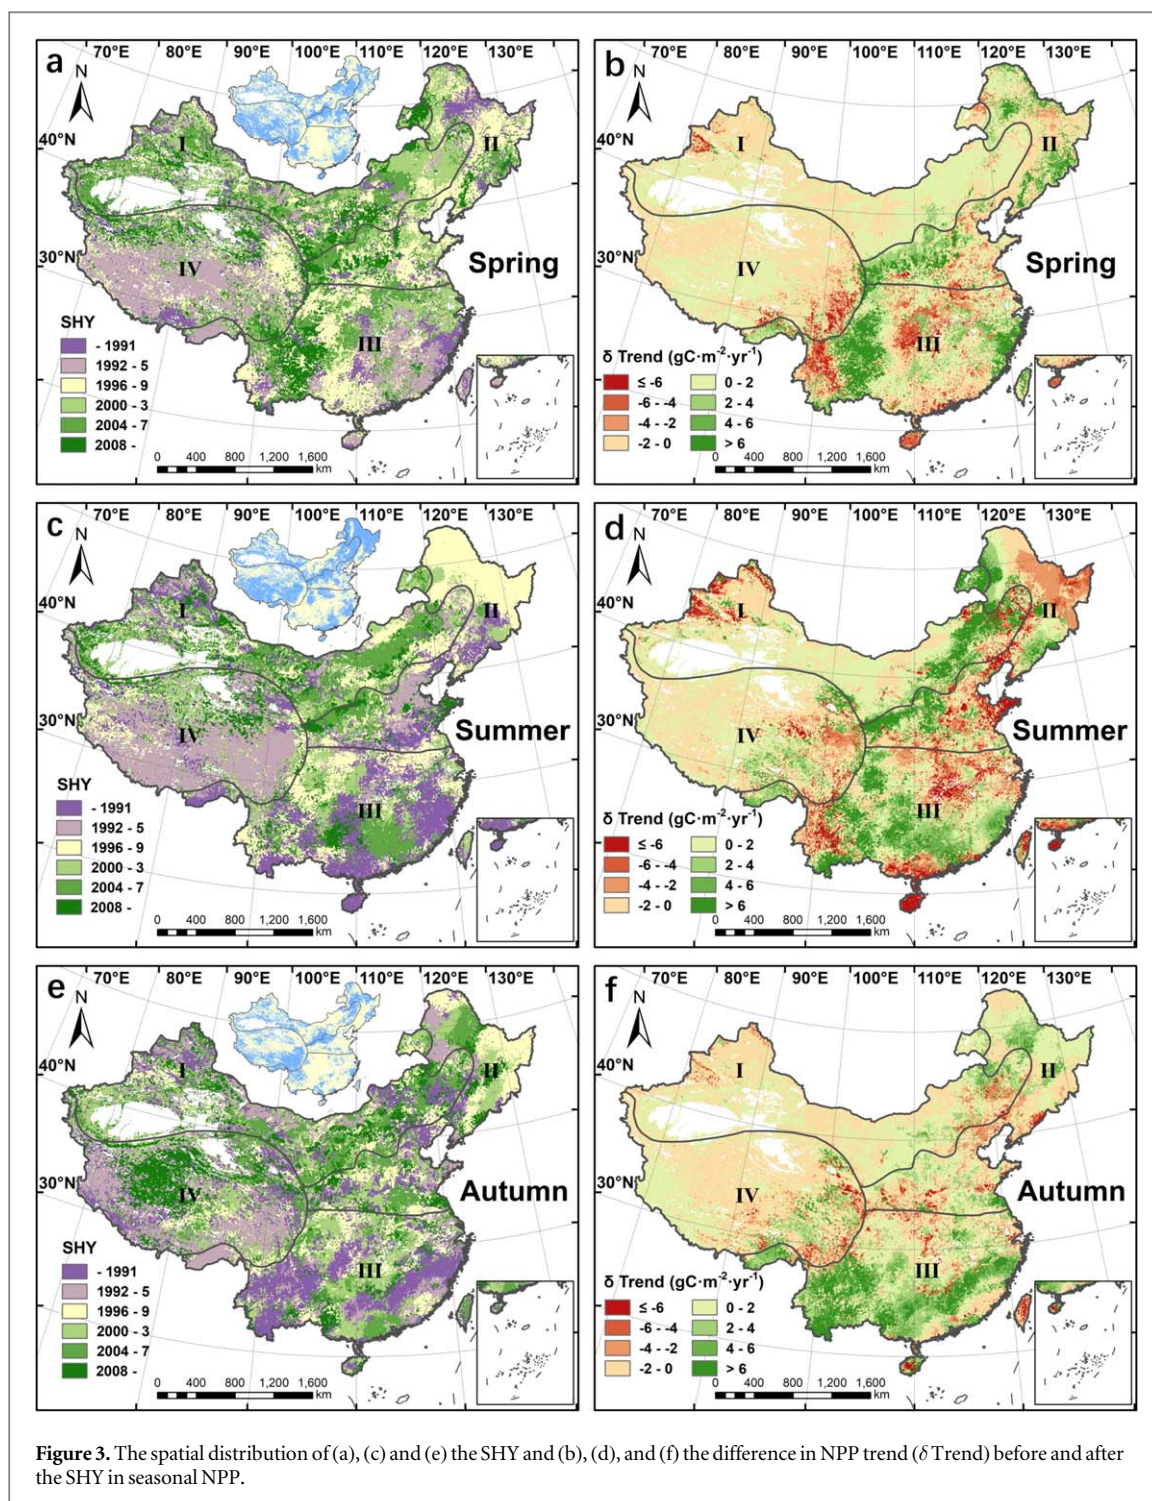 70°E 80°E 90°E 100°E 110°E 120°E 130°E
a
N
40°N
30°N
I
II
III
IV
Spring
SHY
- 1991
1992 - 5
1996 - 9
2000 - 3
2004 - 7
2008 -
0 400 800 1,200 1,600
km
70°E 80°E 90°E 100°E 110°E 120°E 130°E
b
N
40°N
30°N
I
II
III
IV
Spring
δ Trend (gC·m⁻²·yr⁻¹)
≤ -6 0 - 2
-6 - -4 2 - 4
-4 - -2 4 - 6
-2 - 0 > 6
0 400 800 1,200 1,600
km
70°E 80°E 90°E 100°E 110°E 120°E 130°E
c
N
40°N
30°N
I
II
III
IV
Summer
SHY
- 1991
1992 - 5
1996 - 9
2000 - 3
2004 - 7
2008 -
0 400 800 1,200 1,600
km
70°E 80°E 90°E 100°E 110°E 120°E 130°E
d
N
40°N
30°N
I
II
III
IV
Summer
δ Trend (gC·m⁻²·yr⁻¹)
≤ -6 0 - 2
-6 - -4 2 - 4
-4 - -2 4 - 6
-2 - 0 > 6
0 400 800 1,200 1,600
km
70°E 80°E 90°E 100°E 110°E 120°E 130°E
e
N
40°N
30°N
I
II
III
IV
Autumn
SHY
- 1991
1992 - 5
1996 - 9
2000 - 3
2004 - 7
2008 -
0 400 800 1,200 1,600
km
70°E 80°E 90°E 100°E 110°E 120°E 130°E
f
N
40°N
30°N
I
II
III
IV
Autumn
δ Trend (gC·m⁻²·yr⁻¹)
≤ -6 0 - 2
-6 - -4 2 - 4
-4 - -2 4 - 6
-2 - 0 > 6
0 400 800 1,200 1,600
km
Figure 3. The spatial distribution of (a), (c) and (e) the SHY and (b), (d), and (f) the difference in NPP trend (δ Trend) before and after
the SHY in seasonal NPP.